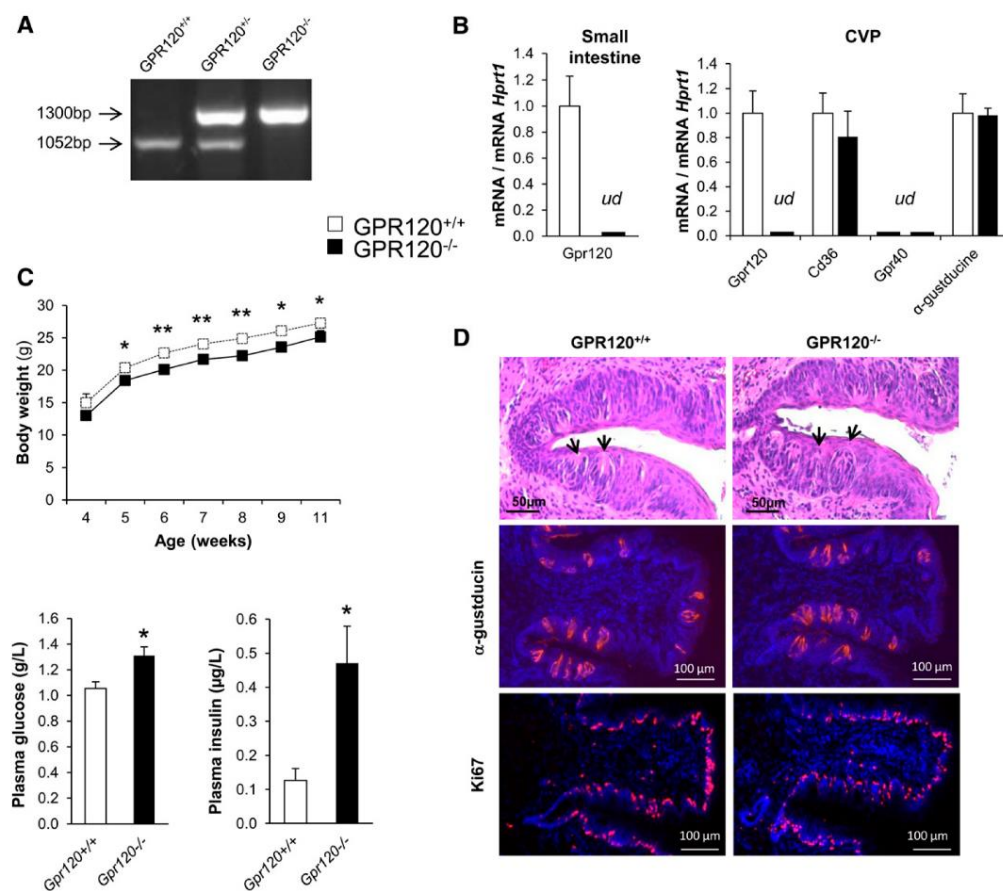 A
GPR120+/+
GPR120+/-
GPR120-/-
1300bp
1052bp
B
Small
intestine
CVP
mRNA / mRNA Hprt1
1.4
1.2
1.0
0.8
0.6
0.4
0.2
0.0
ud
Gpr120
mRNA / mRNA Hprt1
1.4
1.2
1.0
0.8
0.6
0.4
0.2
0.0
ud
ud
Gpr120
Cd36
Gpr40
α-gustducine
GPR120+/+
GPR120-/-
C
Body weight (g)
30
25
20
15
10
5
0
* ** ** ** * *
4 5 6 7 8 9 11
Age (weeks)
Plasma glucose (g/L)
1.6
1.4
1.2
1.0
0.8
0.6
0.4
0.2
0.0
*
Gpr120+/+
Gpr120-/-
Plasma insulin (µg/L)
0.6
0.4
0.2
0.0
*
Gpr120+/+
Gpr120-/-
D
GPR120+/+
GPR120-/-
50µm
50µm
α-gustducin
100 µm
100 µm
Ki67
100 µm
100 µm